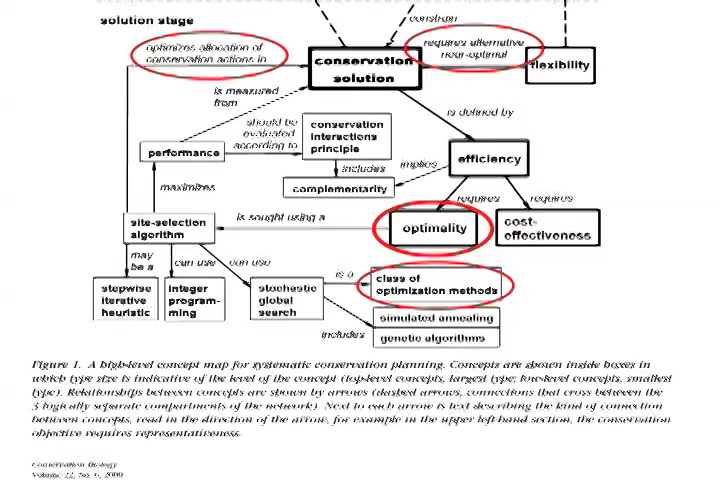 constrain
solution stage
optimizes allocation of
conservation actions in
requires alternative
near-optimal
conservation
solution
flexibility
is measured
from
is defined by
should be
evaluated
according to
conservation
interactions
principle
performance
efficiency
includes
implies
maximizes
complementarity
requires
requires
site-selection
algorithm
is sought using a
optimality
cost-
effectiveness
may
be a
can use
can use
is a
class of
optimization methods
stepwise
iterative
heuristic
integer
program-
ming
stochastic
global
search
simulated annealing
includes
genetic algorithms
Figure 1. A high-level concept map for systematic conservation planning. Concepts are shown inside boxes in
which type size is indicative of the level of the concept (top-level concepts, largest type; low-level concepts, smallest
type). Relationships between concepts are shown by arrows (dashed arrows, connections that cross between the
3 logically separate compartments of the network). Next to each arrow is text describing the kind of connection
between concepts, read in the direction of the arrow, for example in the upper left-hand section, the conservation
objective requires representativeness.
Conservation Biology
Volume 22, No. 6, 2008